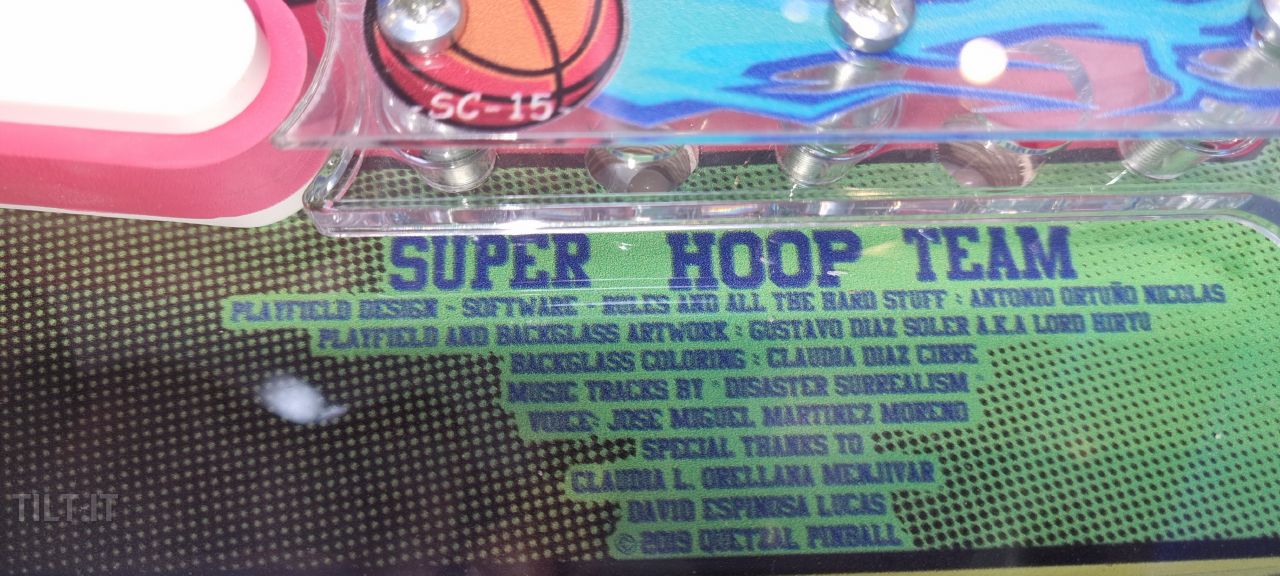 SC-15
SUPER HOOP TEAM
PLAYFIELD DESIGN - SOFTWARE - RULES AND ALL THE HARD STUFF : ANTONIO ORTUÑO NICOLAS
PLAYFIELD AND BACKGLASS ARTWORK : GUSTAVO DIAZ SOLER A.K.A LORD HIRYU
BACKGLASS COLORING : CLAUDIA DIAZ CIRRE
MUSIC TRACKS BY : DISASTER SURREALISM
VOICE: JOSE MIGUEL MARTINEZ MORENO
SPECIAL THANKS TO
CLAUDIA L. ORELLANA MENJIVAR
DAVID ESPINOSA LUCAS
© 2019 QUETZAL PINBALL
TILT.IT